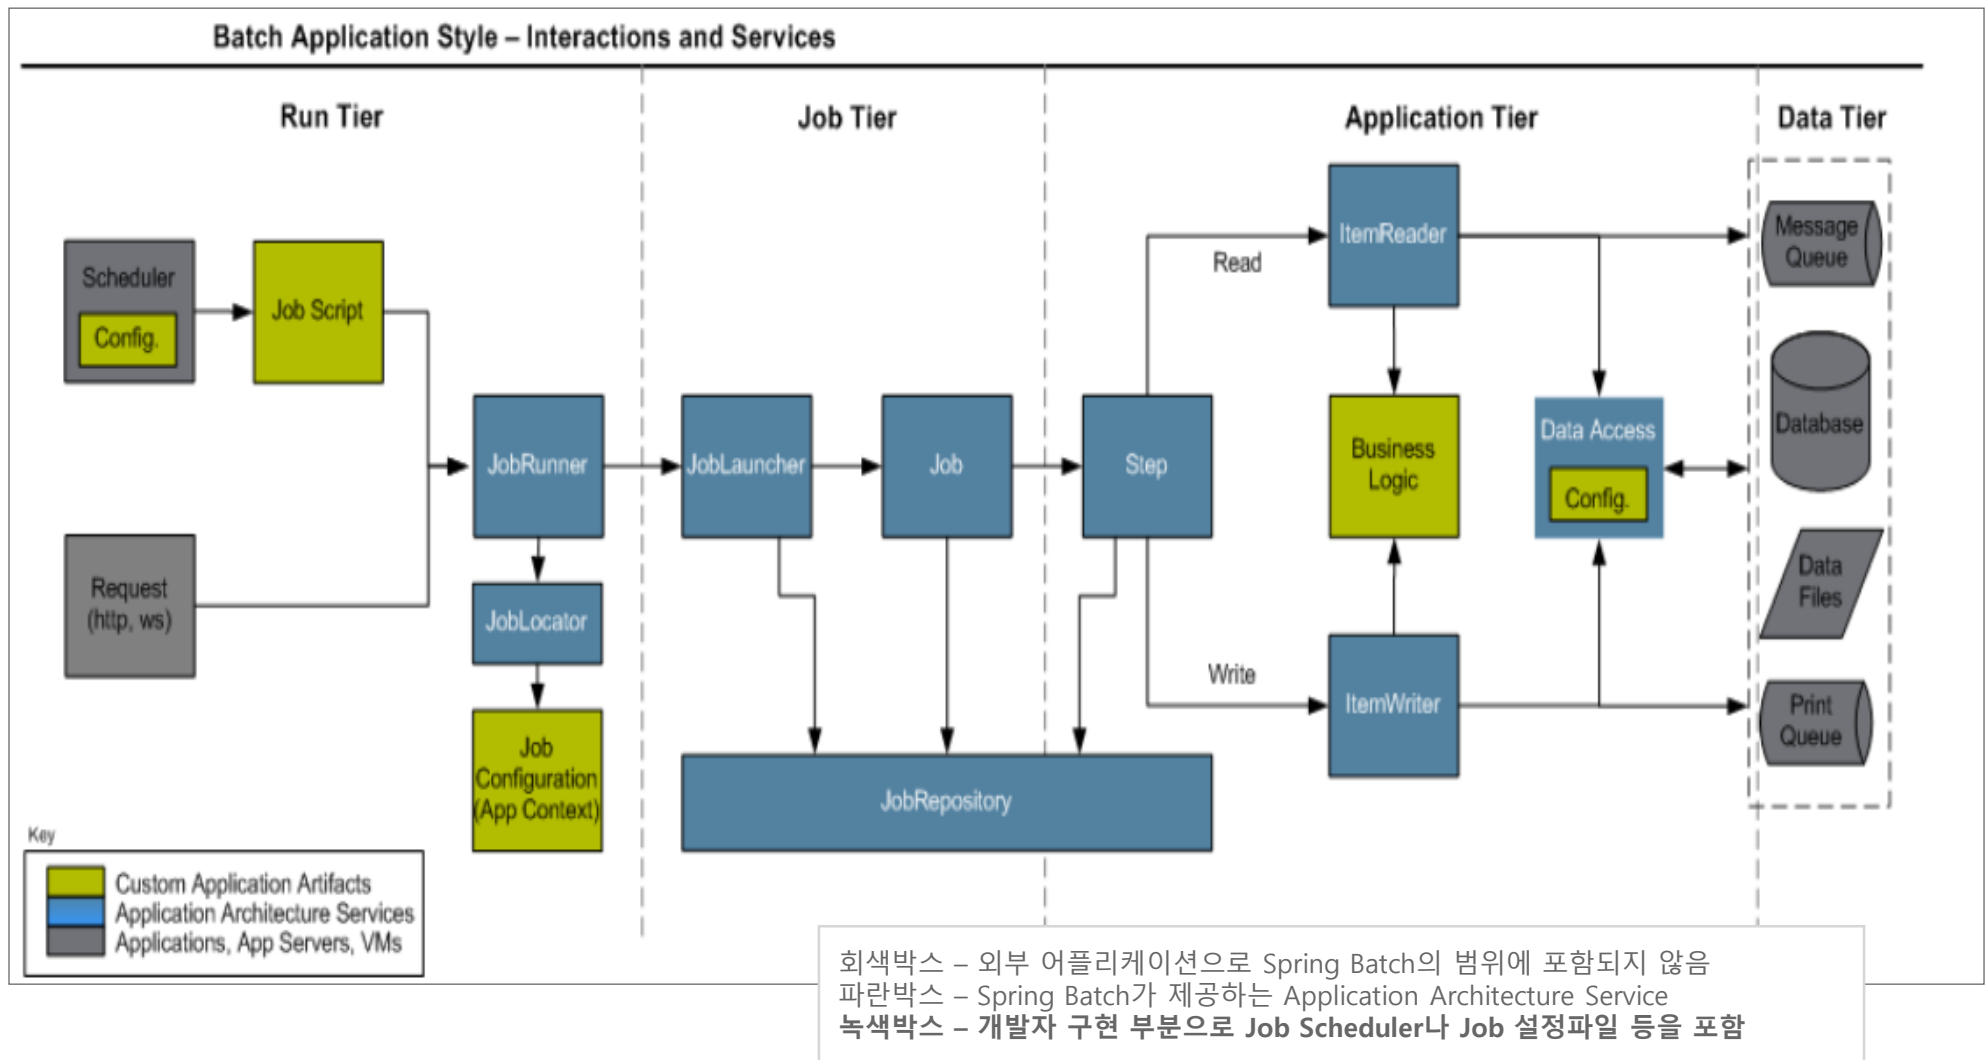 Batch Application Style – Interactions and Services
Run Tier
Job Tier
Application Tier
Data Tier
Scheduler
Config.
Job Script
Request
(http, ws)
JobRunner
JobLocator
Job
Configuration
(App Context)
JobLauncher
Job
JobRepository
Step
Read
Write
ItemReader
Business
Logic
ItemWriter
Data Access
Config.
Message
Queue
Database
Data
Files
Print
Queue
Key
Custom Application Artifacts
Application Architecture Services
Applications, App Servers, VMs
회색박스 – 외부 어플리케이션으로 Spring Batch의 범위에 포함되지 않음
파란박스 – Spring Batch가 제공하는 Application Architecture Service
녹색박스 – 개발자 구현 부분으로 Job Scheduler나 Job 설정파일 등을 포함